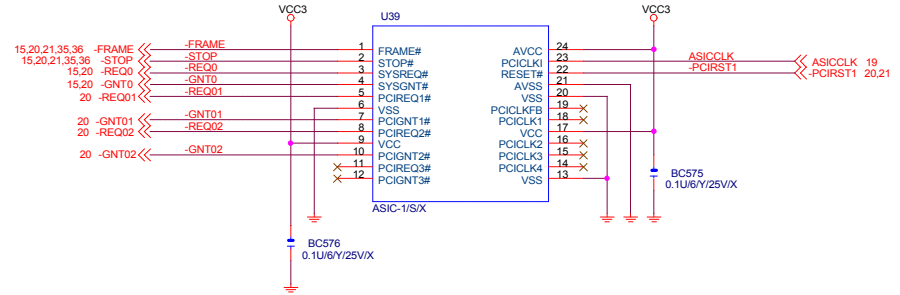 VCC3 U39 VCC3
15,20,21,35,36 -FRAME -FRAME 1 FRAME# AVCC 24
15,20,21,35,36 -STOP -STOP 2 STOP# PCICLKI 23 ASICCLK ASICCLK 19
15,20 -REQ0 -REQ0 3 SYSREQ# RESET# 22 -PCIRST1 -PCIRST1 20,21
15,20 -GNT0 -GNT0 4 SYSGNT# AVSS 21
20 -REQ01 -REQ01 5 PCIREQ1# VSS 20
6 VSS PCICLKFB 19
20 -GNT01 -GNT01 7 PCIGNT1# PCICLK1 18
20 -REQ02 -REQ02 8 PCIREQ2# VCC 17
9 VCC PCICLK2 16
20 -GNT02 -GNT02 10 PCIGNT2# PCICLK3 15
11 PCIREQ3# PCICLK4 14
12 PCIGNT3# VSS 13
BC575
0.1U/6/Y/25V/X
ASIC-1/S/X
BC576
0.1U/6/Y/25V/X